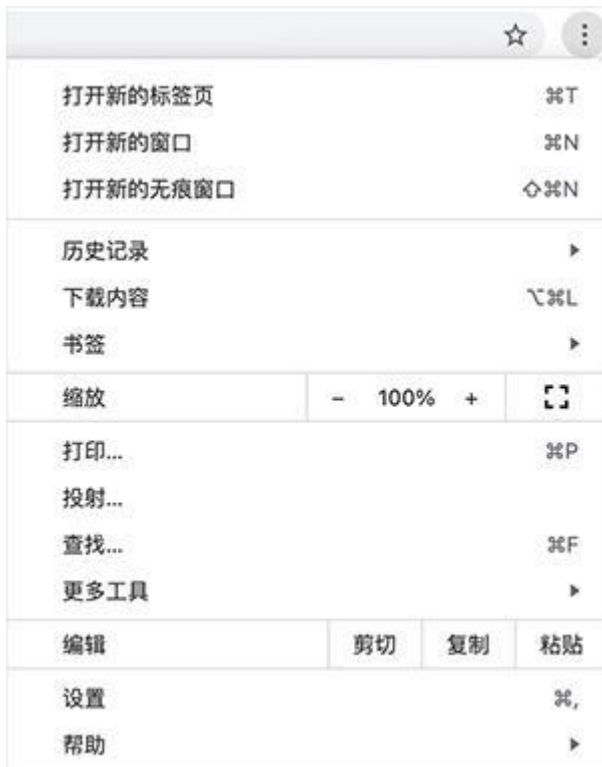 打开新的标签页 ⌘T
打开新的窗口 ⌘N
打开新的无痕窗口 ⇧⌘N
历史记录
下载内容 ⌥⌘L
书签
缩放 - 100% +
打印... ⌘P
投射...
查找... ⌘F
更多工具
编辑 剪切 复制 粘贴
设置 ⌘,
帮助